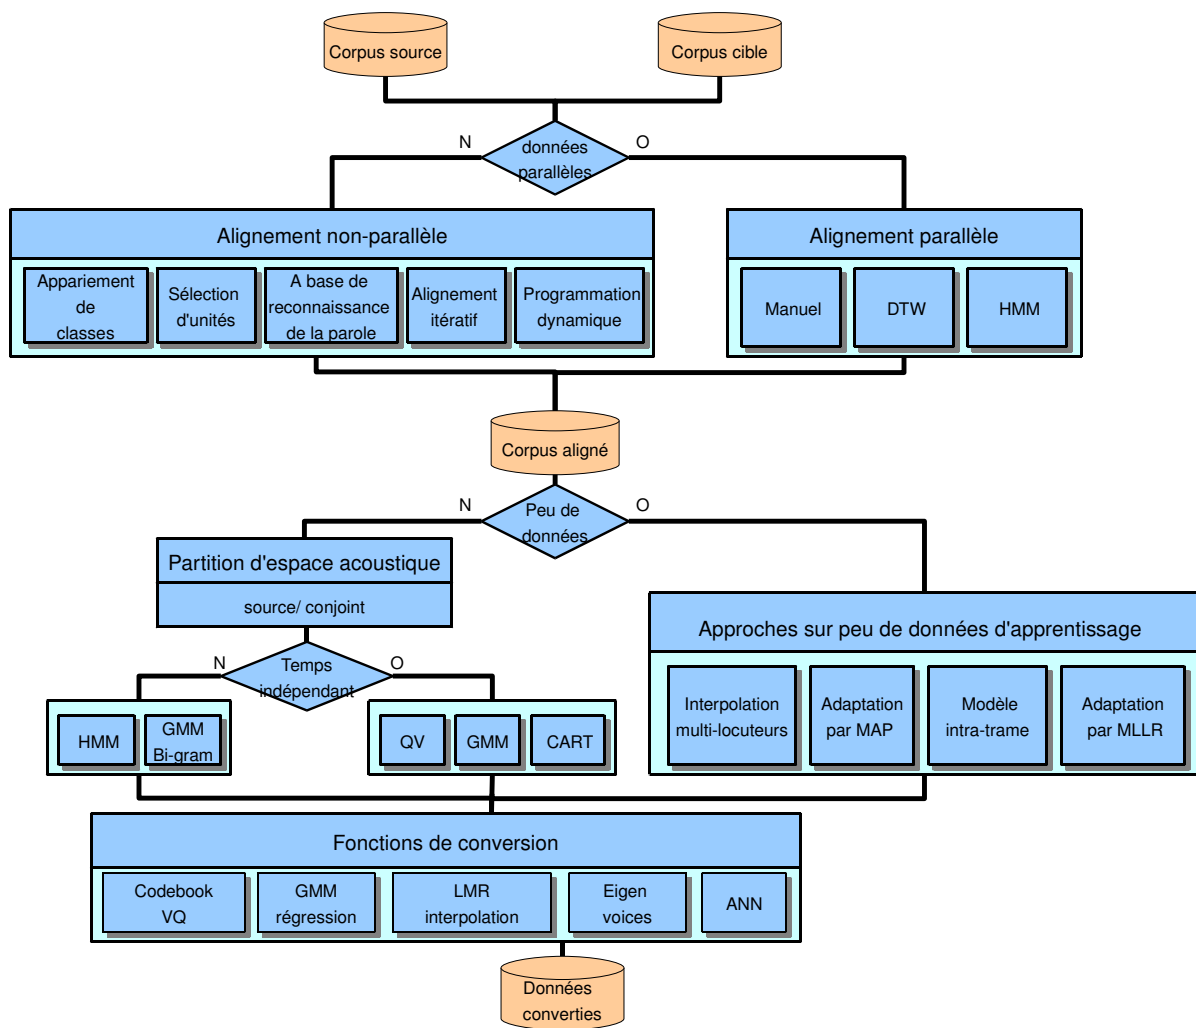 Corpus source
Corpus cible
N
O
données
parallèles
Alignement non-parallèle
Appariement
de
classes
Sélection
d'unités
A base de
reconnaissance
de la parole
Alignement
itératif
Programmation
dynamique
Alignement parallèle
Manuel
DTW
HMM
Corpus aligné
N
O
Peu de
données
Partition d'espace acoustique
source/ conjoint
N
O
Temps
indépendant
HMM
GMM
Bi-gram
QV
GMM
CART
Approches sur peu de données d'apprentissage
Interpolation
multi-locuteurs
Adaptation
par MAP
Modèle
intra-trame
Adaptation
par MLLR
Fonctions de conversion
Codebook
VQ
GMM
régression
LMR
interpolation
Eigen
voices
ANN
Données
converties